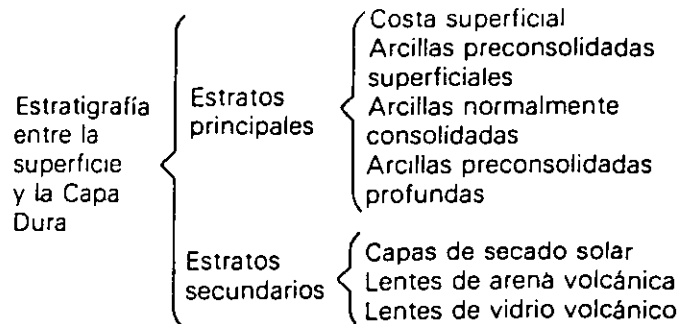 Estratigrafía
entre la
superficie
y la Capa
Dura
Estratos
principales
Costa superficial
Arcillas preconsolidadas
superficiales
Arcillas normalmente
consolidadas
Arcillas preconsolidadas
profundas
Estratos
secundarios
Capas de secado solar
Lentes de arena volcánica
Lentes de vidrio volcánico